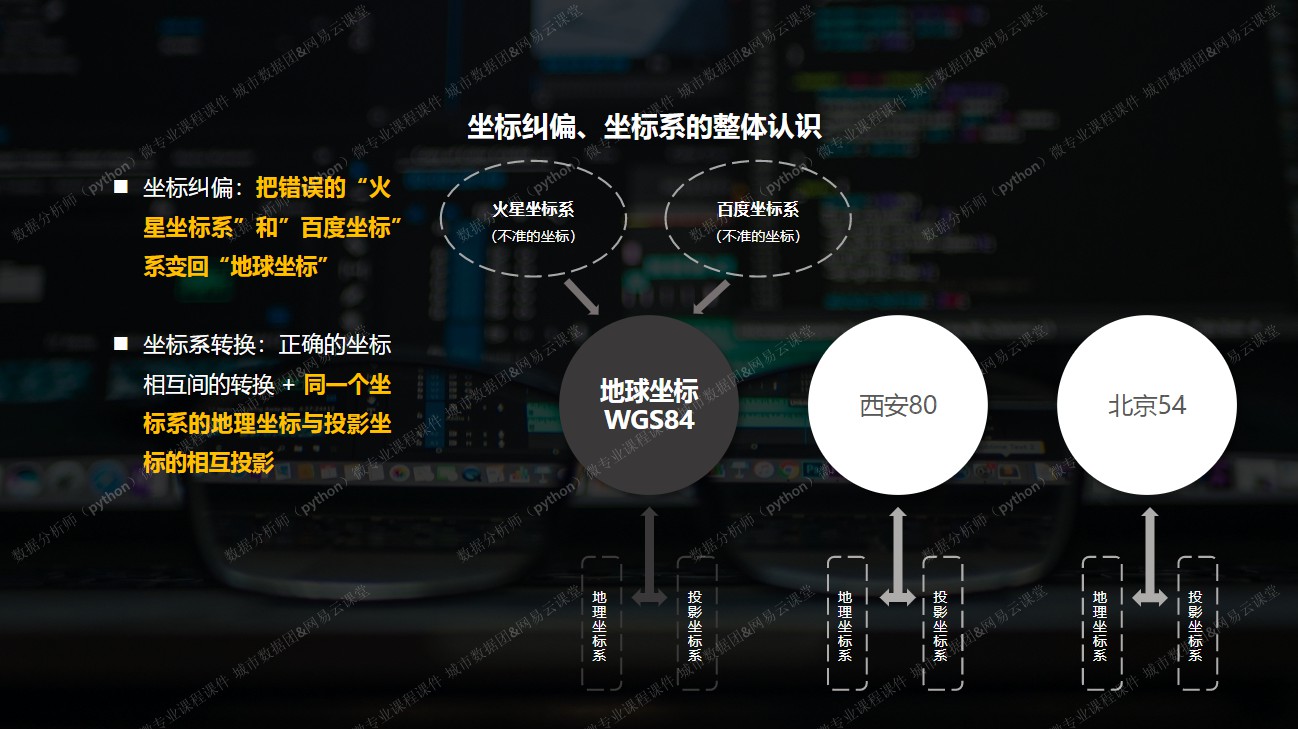 坐标纠偏、坐标系的整体认识
■ 坐标纠偏：把错误的“火
星坐标系”和”百度坐标”
系变回“地球坐标”
■ 坐标系转换：正确的坐标
相互间的转换 + 同一个坐
标系的地理坐标与投影坐
标的相互投影
火星坐标系
（不准的坐标）
百度坐标系
（不准的坐标）
地球坐标
WGS84
西安80
北京54
地理坐标系
投影坐标系
地理坐标系
投影坐标系
地理坐标系
投影坐标系
数据分析师（python）微专业课程课件 城市数据团&网易云课堂